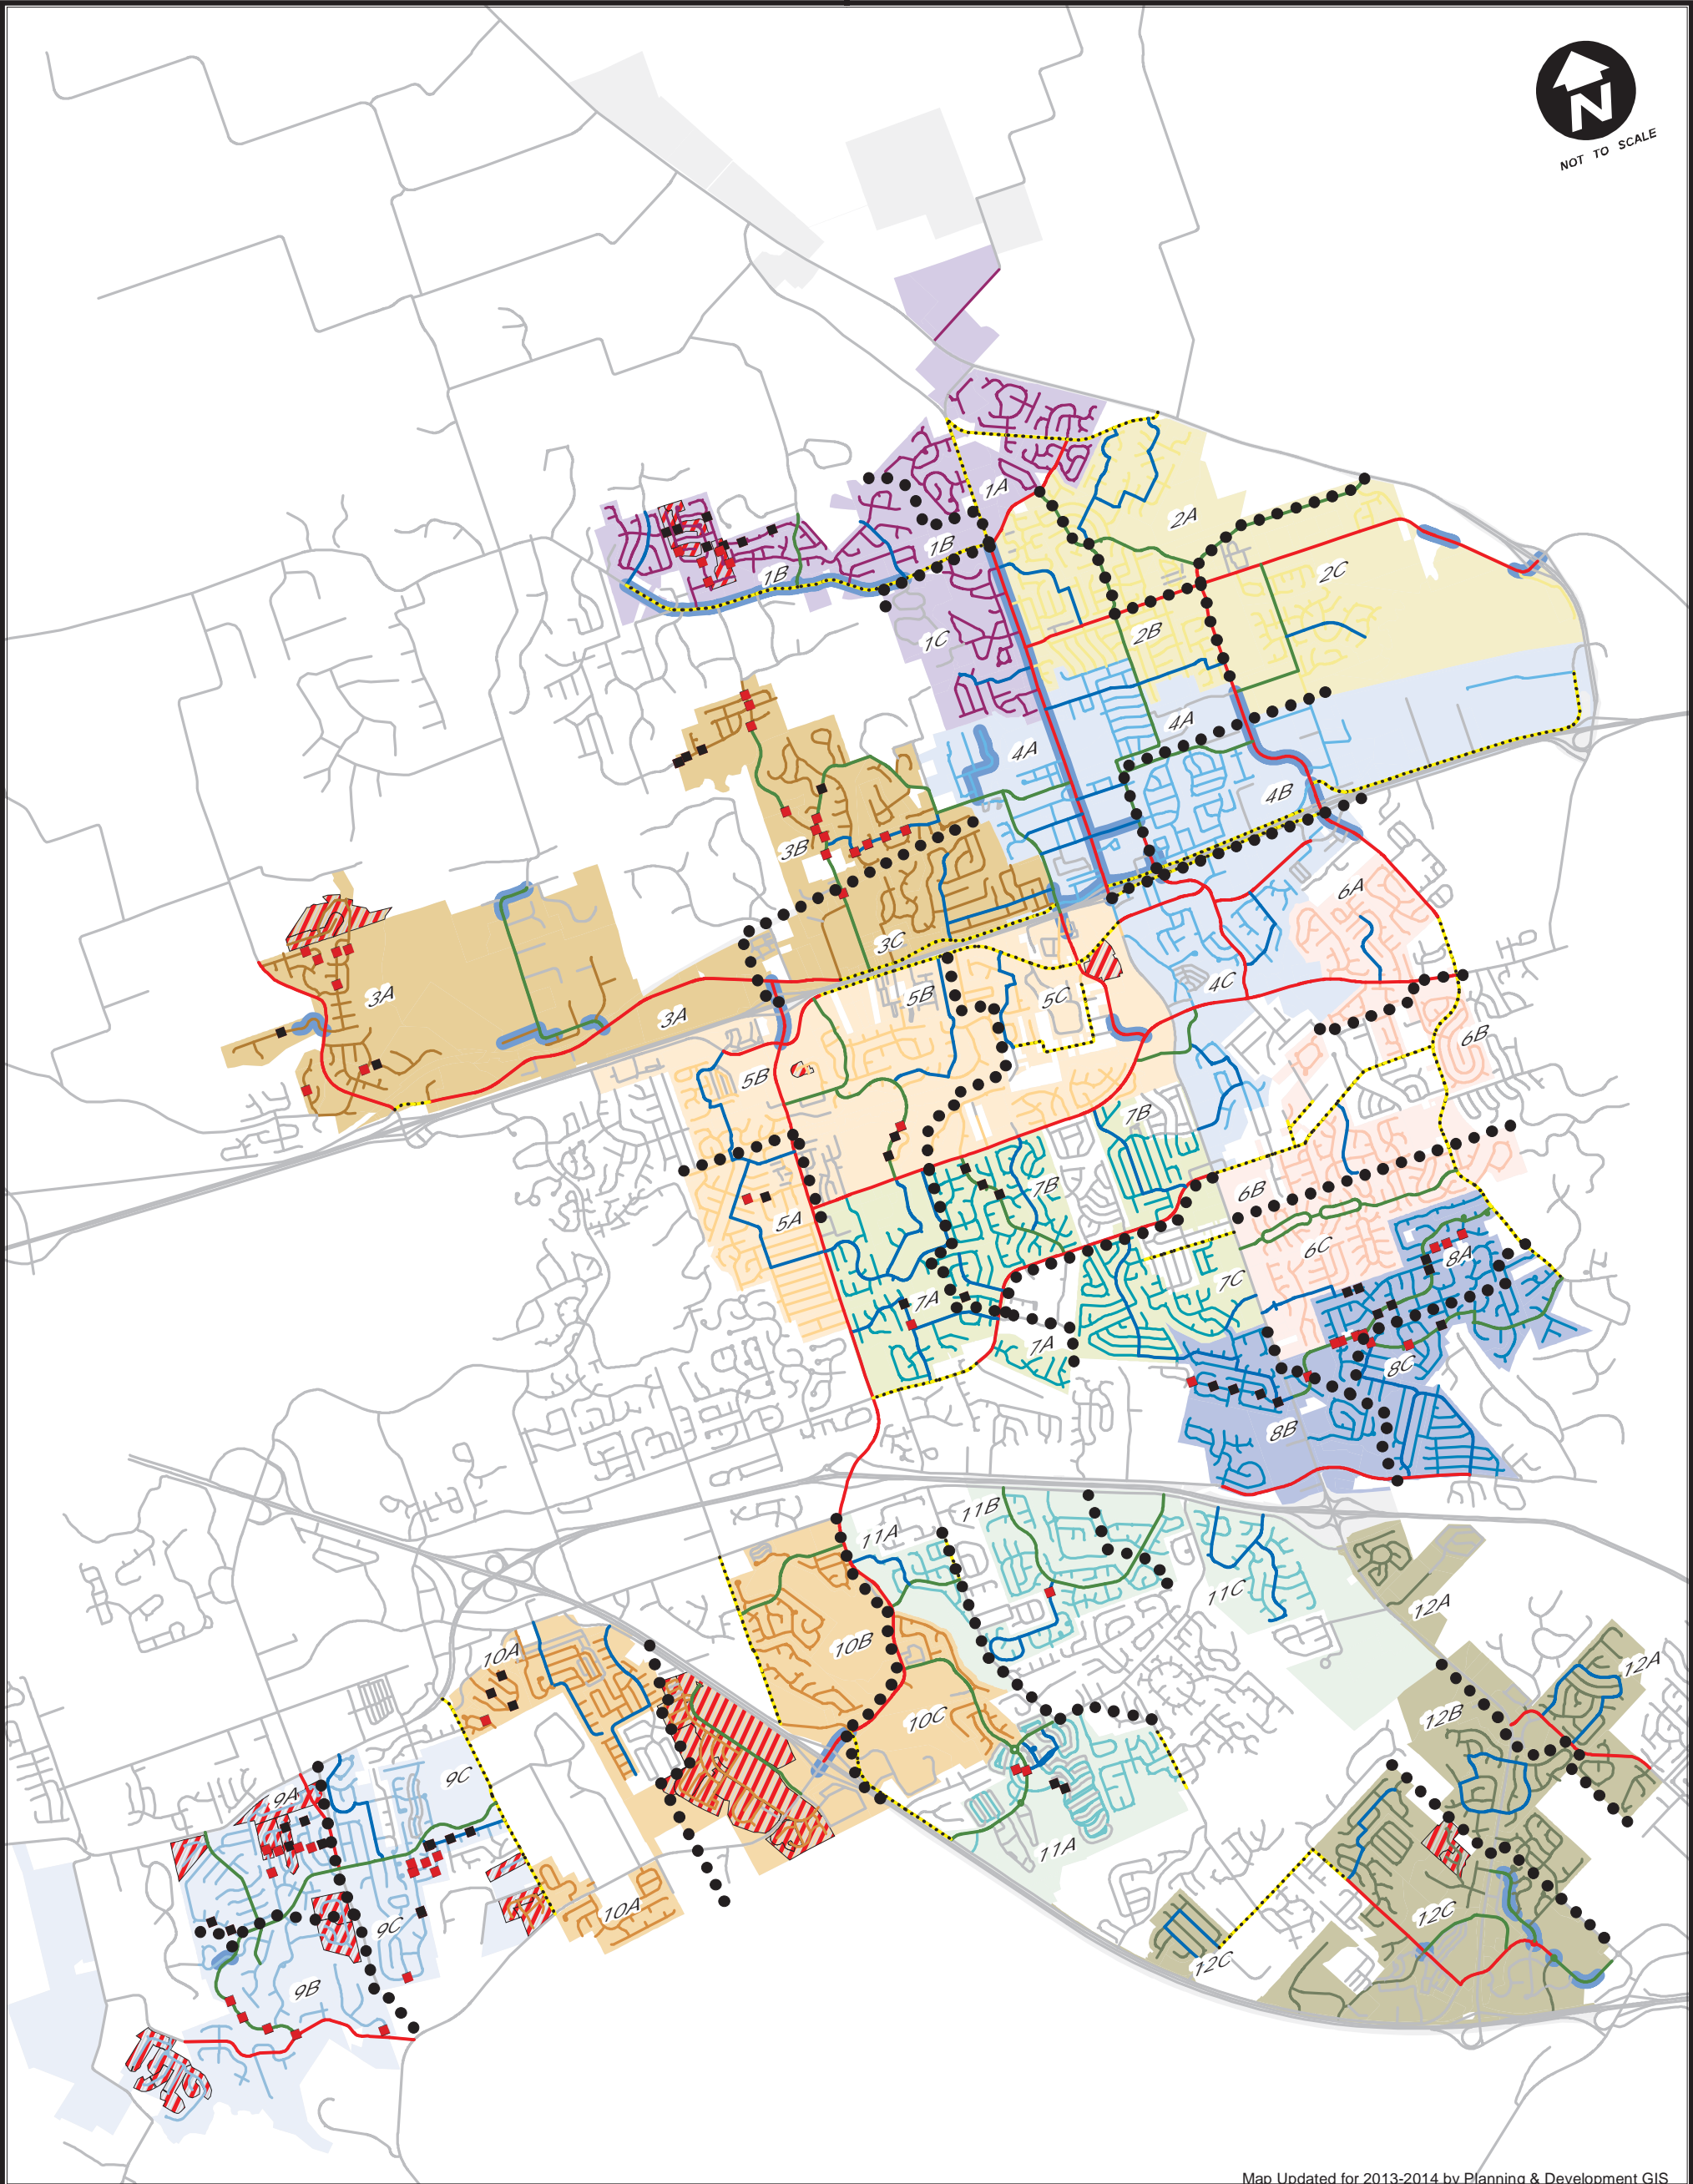 N
NOT TO SCALE
1A
2A
1B
2C
1B
2B
1C
4A
4A
4B
3B
6A
3C
4C
5B
5C
3A
3A
6B
5B
7B
7B
6B
5A
6C
8A
7C
7A
7A
8C
8B
11B
11A
11C
12A
10B
10A
12A
10C
12B
9C
9A
11A
10A
12C
9C
12C
9B
Map Updated for 2013-2014 by Planning & Development GIS